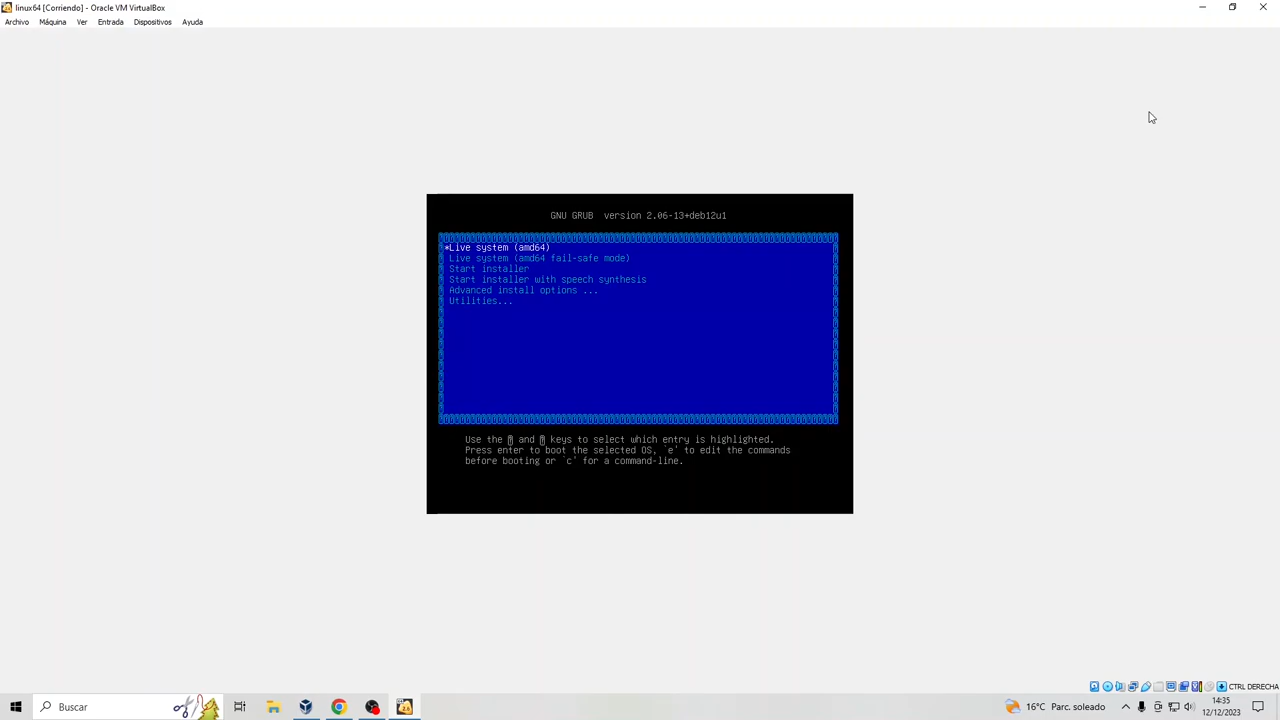 linux64 [Corriendo] - Oracle VM VirtualBox
Archivo Máquina Ver Entrada Dispositivos Ayuda
GNU GRUB version 2.06-13+deb12u1
*Live system (amd64)
Live system (amd64 fail-safe mode)
Start installer
Start installer with speech synthesis
Advanced install options ...
Utilities...
Use the and keys to select which entry is highlighted.
Press enter to boot the selected OS, `e' to edit the commands
before booting or `c' for a command-line.
CTRL DERECHA
Buscar
16°C Parc. soleado
14:35
12/12/2023